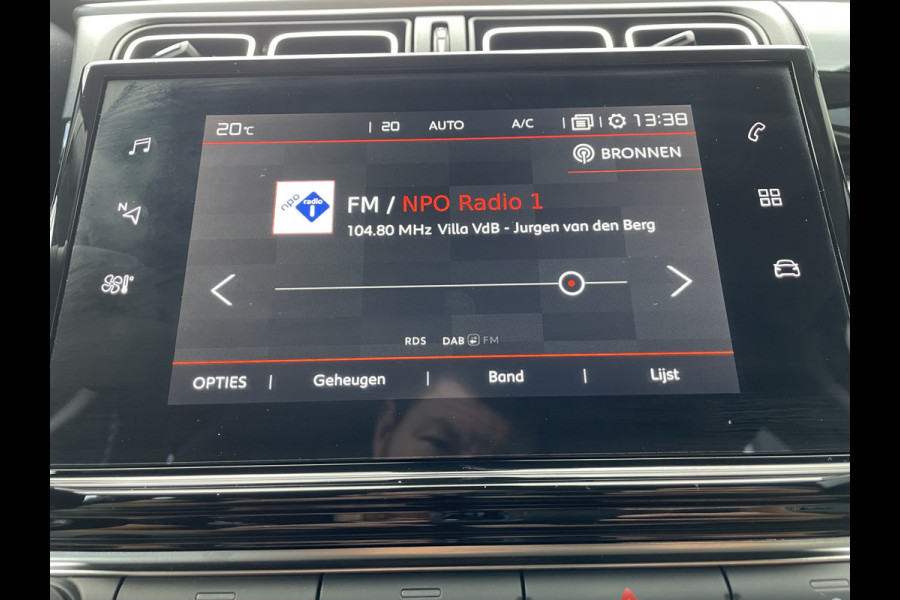 20°C | 20 AUTO A/C | | 13:38
BRONNEN
N
npo radio 1
FM / NPO Radio 1
104.80 MHz Villa VdB - Jurgen van den Berg
RDS DAB FM
OPTIES | Geheugen | Band | Lijst